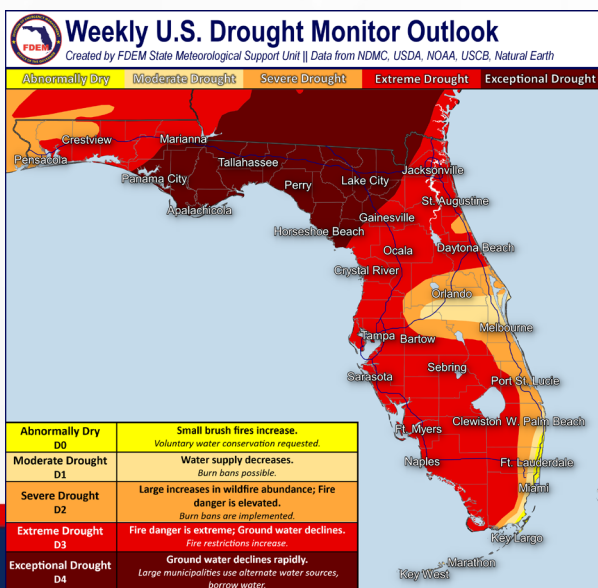 FDEM
Weekly U.S. Drought Monitor Outlook
Created by FDEM State Meteorological Support Unit || Data from NDMC, USDA, NOAA, USCB, Natural Earth
Abnormally Dry Moderate Drought Severe Drought Extreme Drought Exceptional Drought
Crestview
Marianna
Pensacola
Tallahassee
Panama City
Perry
Lake City
Jacksonville
Apalachicola
St. Augustine
Gainesville
Horseshoe Beach
Ocala
Daytona Beach
Crystal River
Orlando
Melbourne
Tampa
Bartow
Sarasota
Sebring
Port St. Lucie
Ft. Myers
Clewiston
W. Palm Beach
Naples
Ft. Lauderdale
Miami
Key Largo
Marathon
Key West
Abnormally Dry
D0
Small brush fires increase.
Voluntary water conservation requested.
Moderate Drought
D1
Water supply decreases.
Burn bans possible.
Severe Drought
D2
Large increases in wildfire abundance; Fire
danger is elevated.
Burn bans are implemented.
Extreme Drought
D3
Fire danger is extreme; Ground water declines.
Fire restrictions increase.
Exceptional Drought
D4
Ground water declines rapidly.
Large municipalities use alternate water sources,
borrow water.